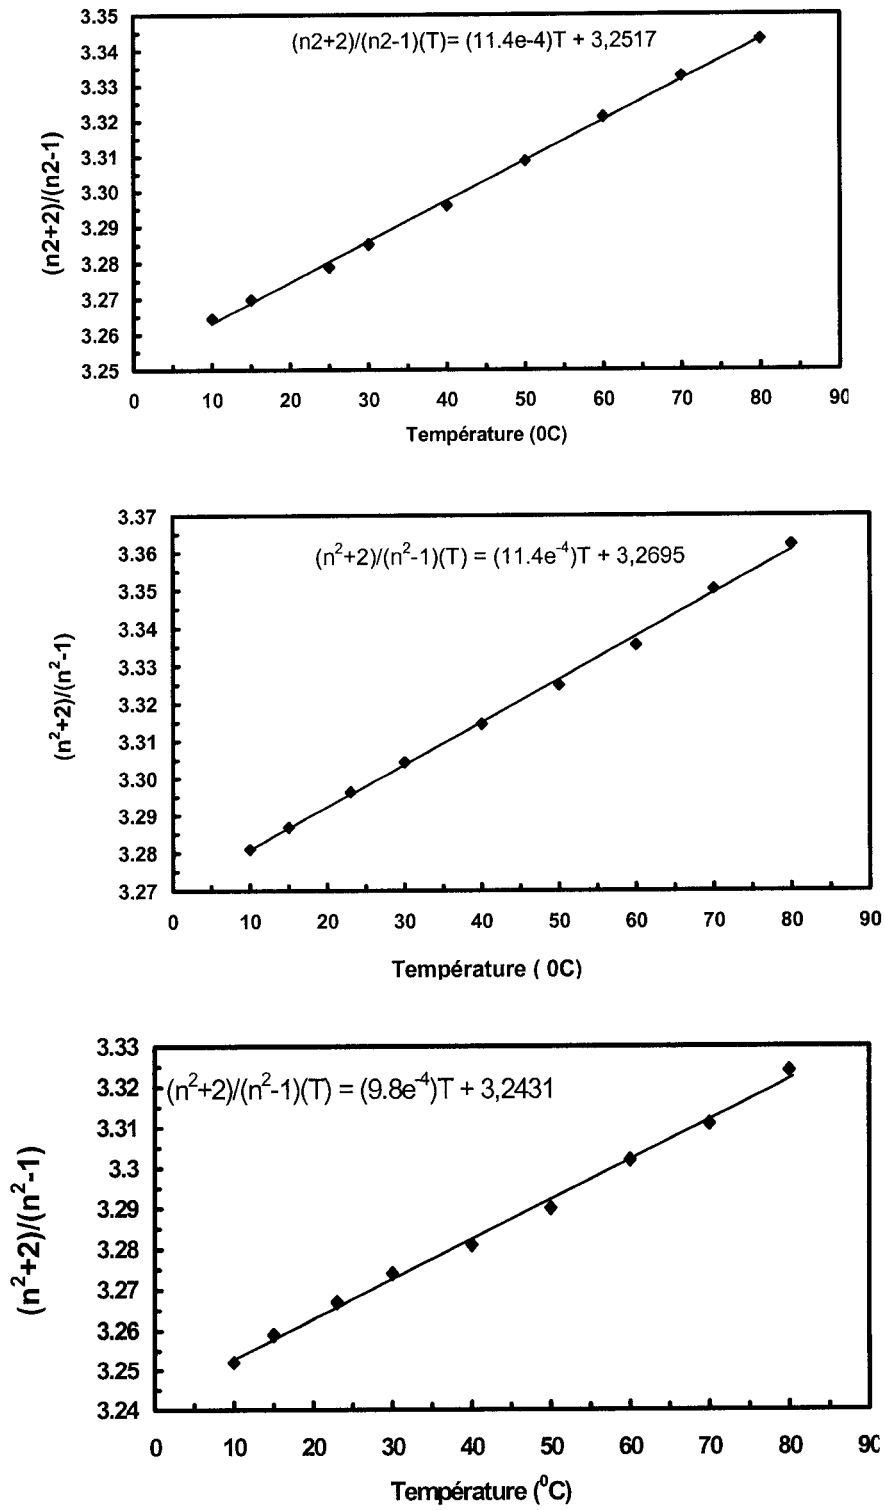 3.35
(n2+2)/(n2-1)(T)= (11.4e-4)T + 3,2517
3.34
3.33
3.32
3.31
3.30
3.29
3.28
3.27
3.26
3.25
(n2+2)/(n2-1)
0 10 20 30 40 50 60 70 80 90
Température (0C)
3.37
(n²+2)/(n²-1)(T) = (11.4e⁻⁴)T + 3,2695
3.36
3.35
3.34
3.33
3.32
3.31
3.30
3.29
3.28
3.27
(n²+2)/(n²-1)
0 10 20 30 40 50 60 70 80 90
Température ( 0C)
3.33
(n²+2)/(n²-1)(T) = (9.8e⁻⁴)T + 3,2431
3.32
3.31
3.3
3.29
3.28
3.27
3.26
3.25
3.24
(n²+2)/(n²-1)
0 10 20 30 40 50 60 70 80 90
Température (⁰C)